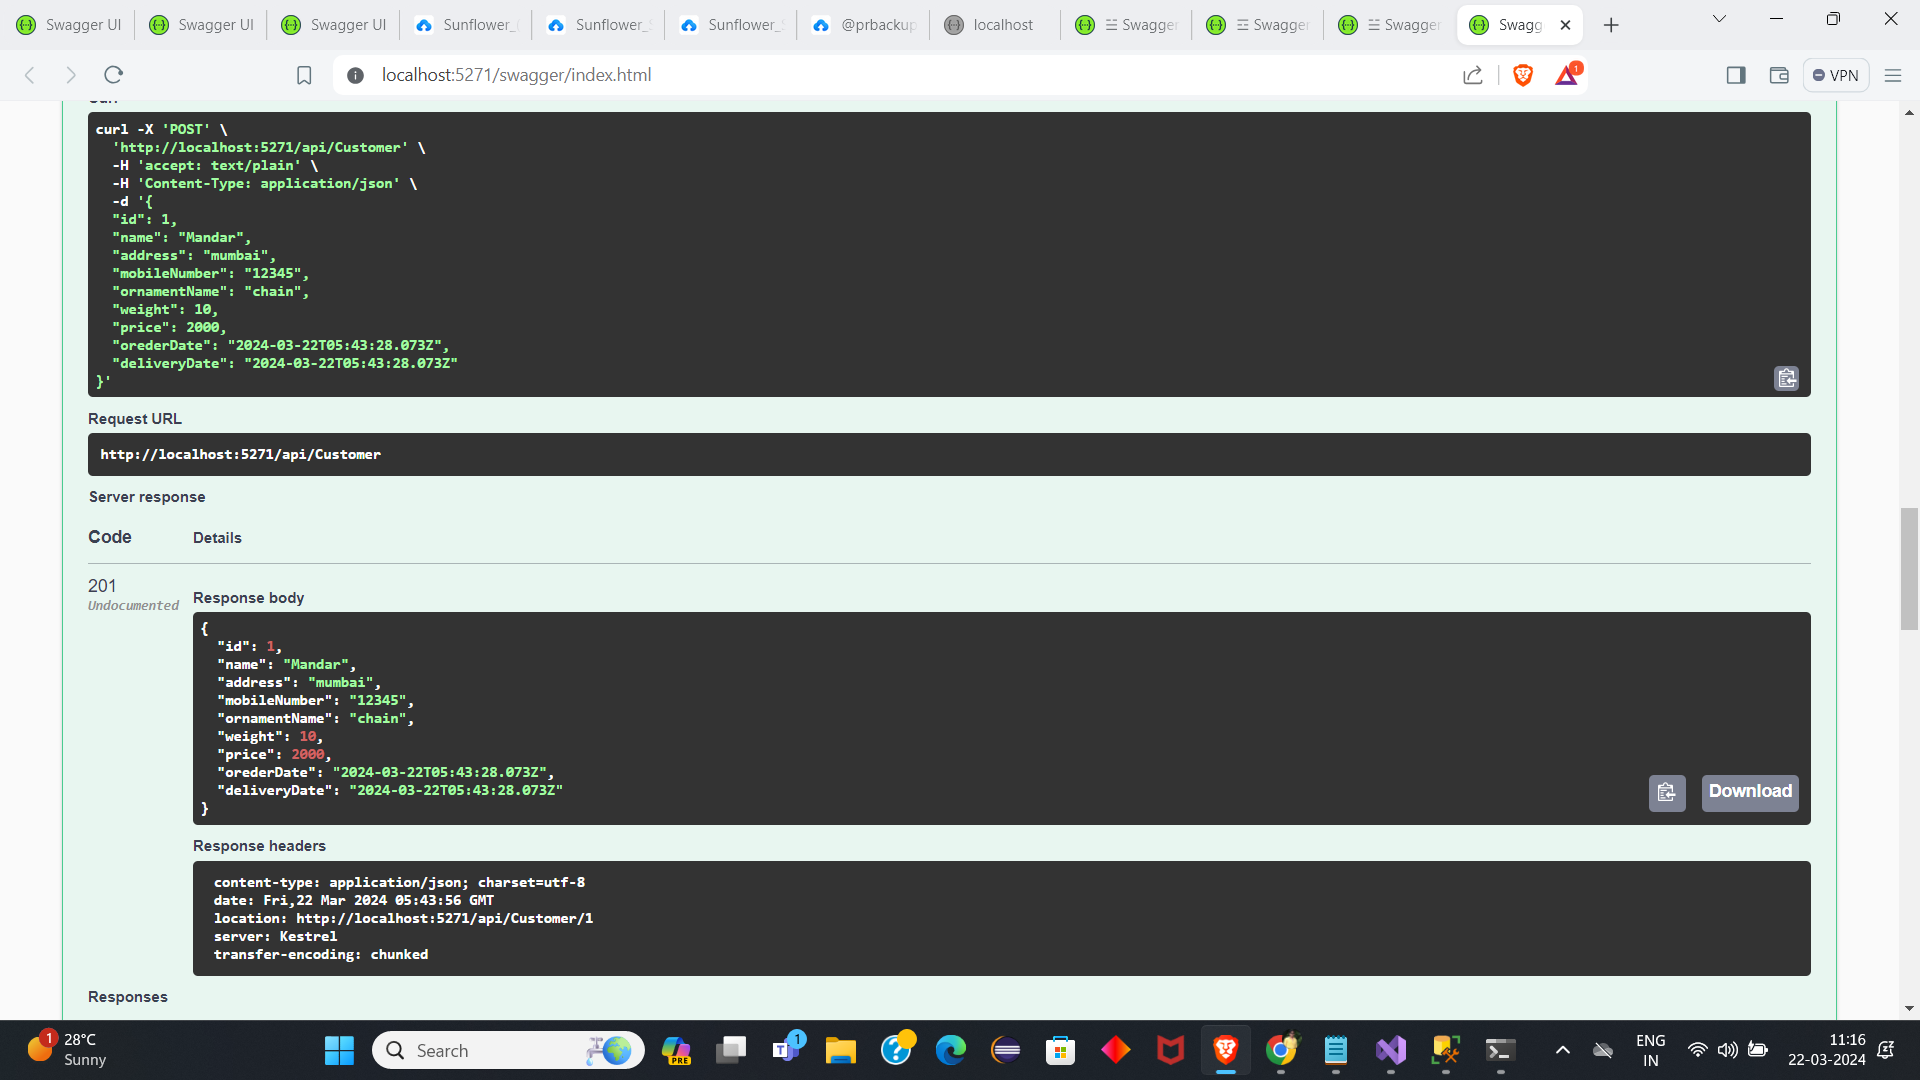 Swagger UI
Swagger UI
Swagger UI
Sunflower_
Sunflower_
Sunflower_
@prbackup
localhost
Swagger
Swagger
Swagger
Swagg
localhost:5271/swagger/index.html
1
VPN
curl -X 'POST' \
'http://localhost:5271/api/Customer' \
-H 'accept: text/plain' \
-H 'Content-Type: application/json' \
-d '{
"id": 1,
"name": "Mandar",
"address": "mumbai",
"mobileNumber": "12345",
"ornamentName": "chain",
"weight": 10,
"price": 2000,
"orederDate": "2024-03-22T05:43:28.073Z",
"deliveryDate": "2024-03-22T05:43:28.073Z"
}'
Request URL
http://localhost:5271/api/Customer
Server response
Code
Details
201
Undocumented
Response body
{
"id": 1,
"name": "Mandar",
"address": "mumbai",
"mobileNumber": "12345",
"ornamentName": "chain",
"weight": 10,
"price": 2000,
"orederDate": "2024-03-22T05:43:28.073Z",
"deliveryDate": "2024-03-22T05:43:28.073Z"
}
Download
Response headers
content-type: application/json; charset=utf-8
date: Fri,22 Mar 2024 05:43:56 GMT
location: http://localhost:5271/api/Customer/1
server: Kestrel
transfer-encoding: chunked
Responses
1
28°C
Sunny
Search
PRE
1
ENG
IN
11:16
22-03-2024